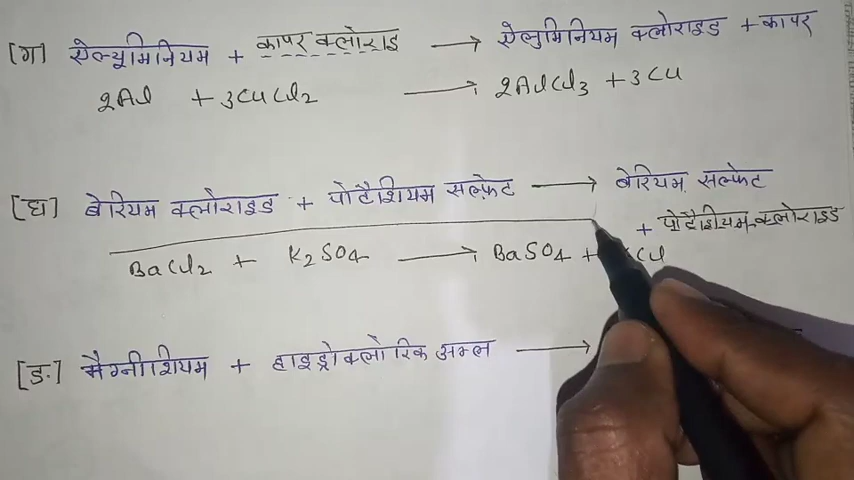 [ग] ऐल्यूमिनियम + कापर क्लोराइ → ऐलुमिनियम क्लोराइड + कापर
2Al + 3CuCl2 → 2AlCl3 + 3Cu
[घ] बेरियम क्लोराइड + पोटैशियम सल्फेट → बेरियम सल्फेट
+ पोटैशियम क्लोराइड
BaCl2 + K2SO4 → BaSO4 + Cl
[ङ] मैग्नीशियम + हाइड्रोक्लोरिक अम्ल →